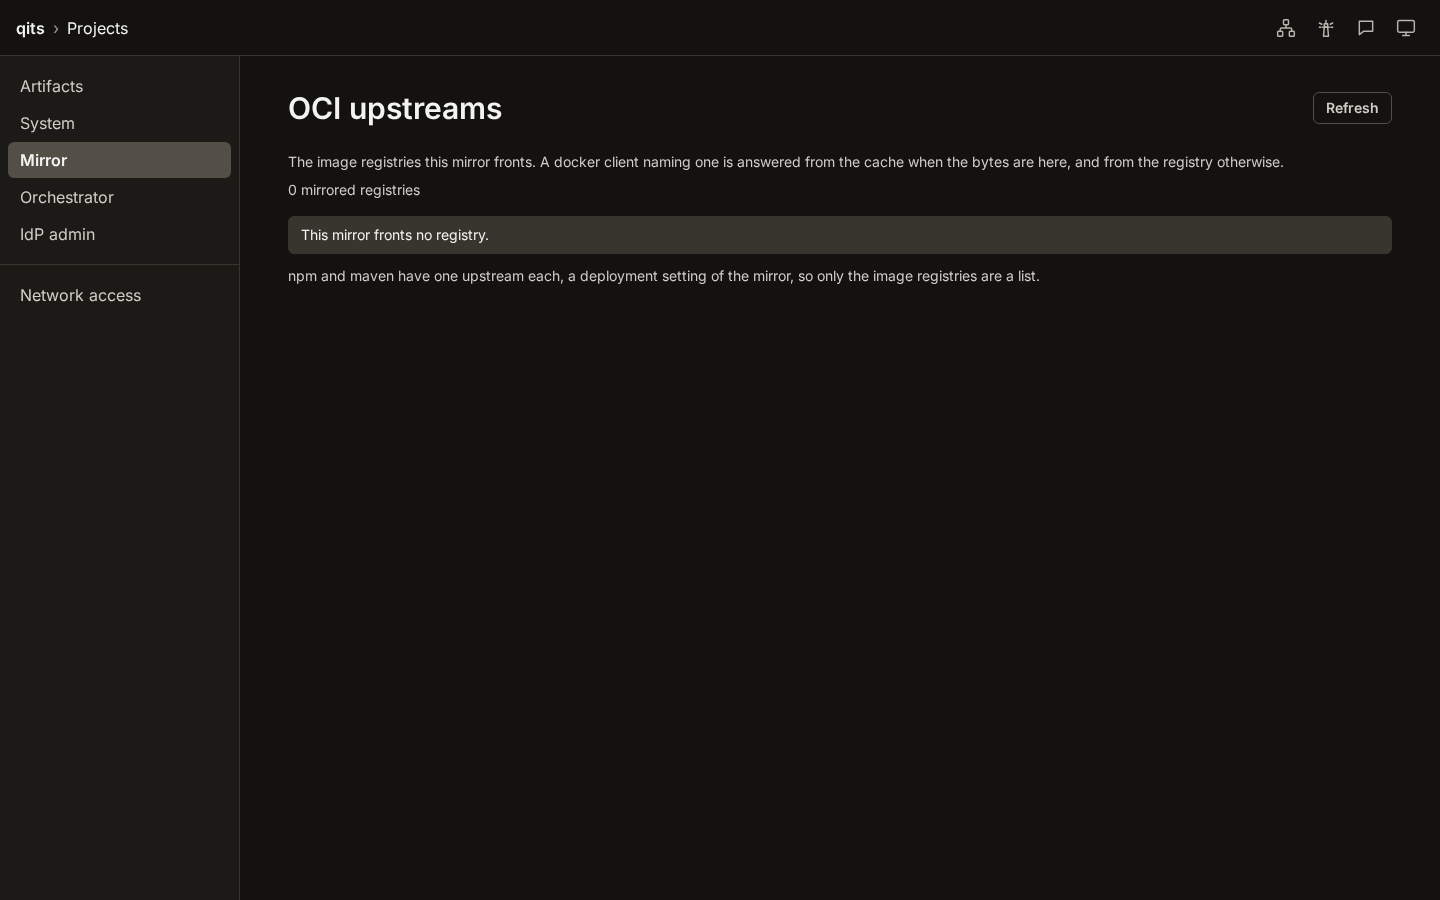 qits › Projects
Artifacts
System
Mirror
Orchestrator
IdP admin
Network access
OCI upstreams
Refresh
The image registries this mirror fronts. A docker client naming one is answered from the cache when the bytes are here, and from the registry otherwise.
0 mirrored registries
This mirror fronts no registry.
npm and maven have one upstream each, a deployment setting of the mirror, so only the image registries are a list.